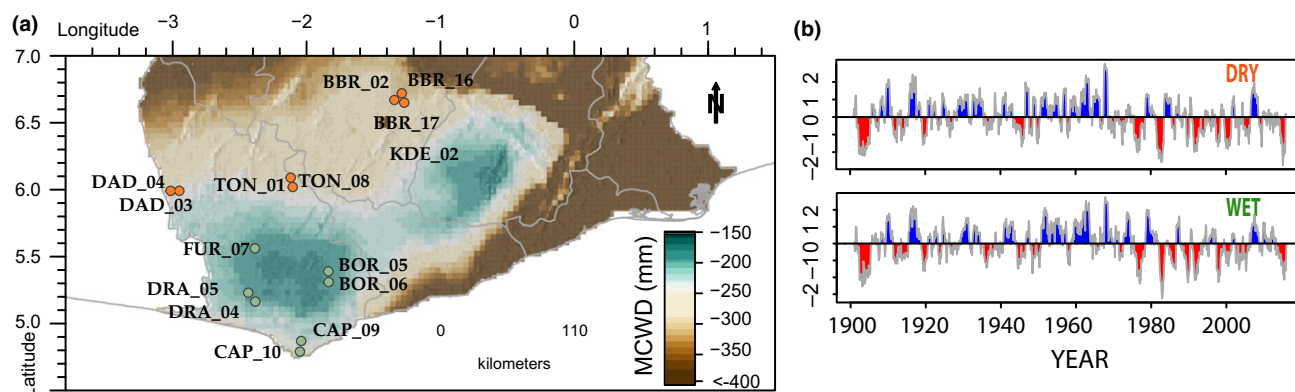 (a) Longitude −3 −2 −1 0 1
7.0
6.5
6.0
5.5
5.0
Latitude
BBR_02 BBR_16
BBR_17
N
KDE_02
DAD_04 TON_01 TON_08
DAD_03
FUR_07
BOR_05
BOR_06
DRA_05
DRA_04
CAP_09
CAP_10
0 110
kilometers
MCWD (mm)
−150
−200
−250
−300
−350
<-400
(b)
DRY
−2 −1 0 1 2
WET
−2 −1 0 1 2
1900 1920 1940 1960 1980 2000
YEAR